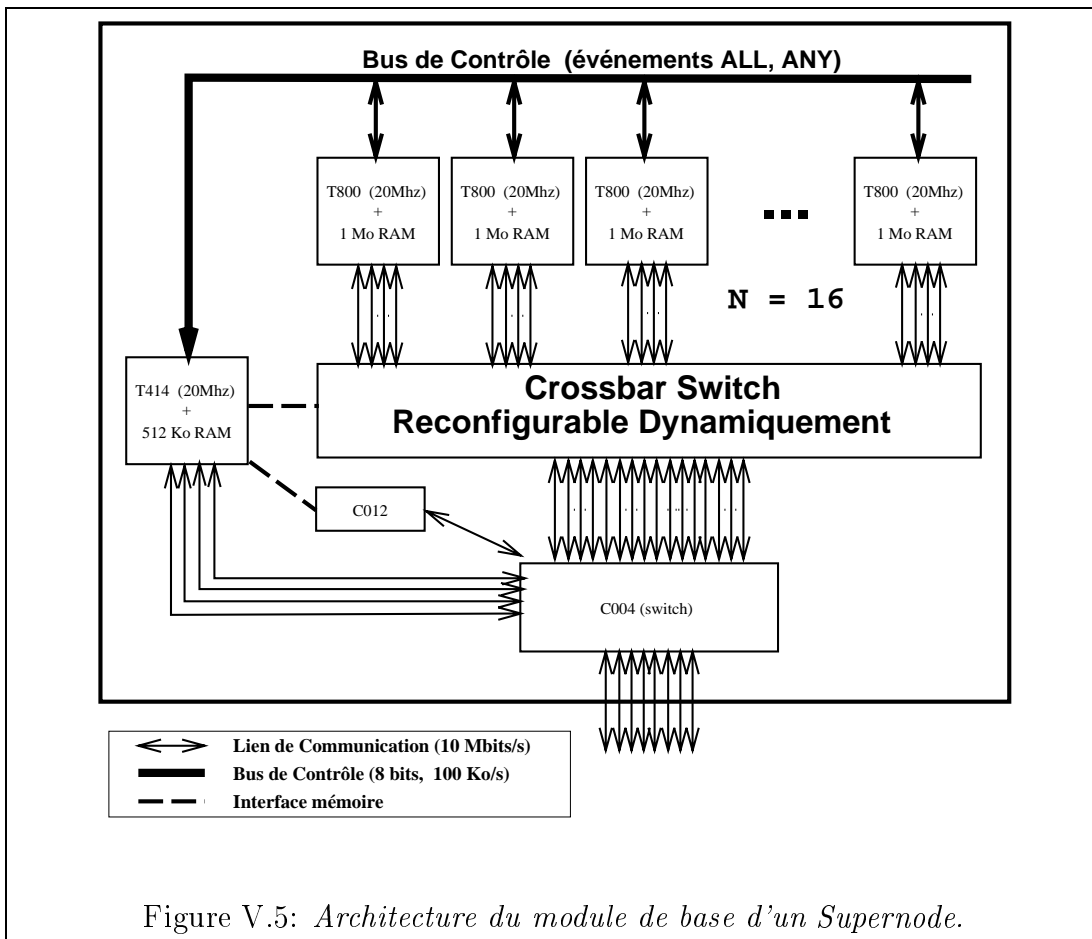 Bus de Contrôle (événements ALL, ANY)
T800 (20Mhz)
+
1 Mo RAM
T800 (20Mhz)
+
1 Mo RAM
T800 (20Mhz)
+
1 Mo RAM
T800 (20Mhz)
+
1 Mo RAM
N = 16
T414 (20Mhz)
+
512 Ko RAM
Crossbar Switch
Reconfigurable Dynamiquement
C012
C004 (switch)
Lien de Communication (10 Mbits/s)
Bus de Contrôle (8 bits, 100 Ko/s)
Interface mémoire
Figure V.5: Architecture du module de base d'un Supernode.